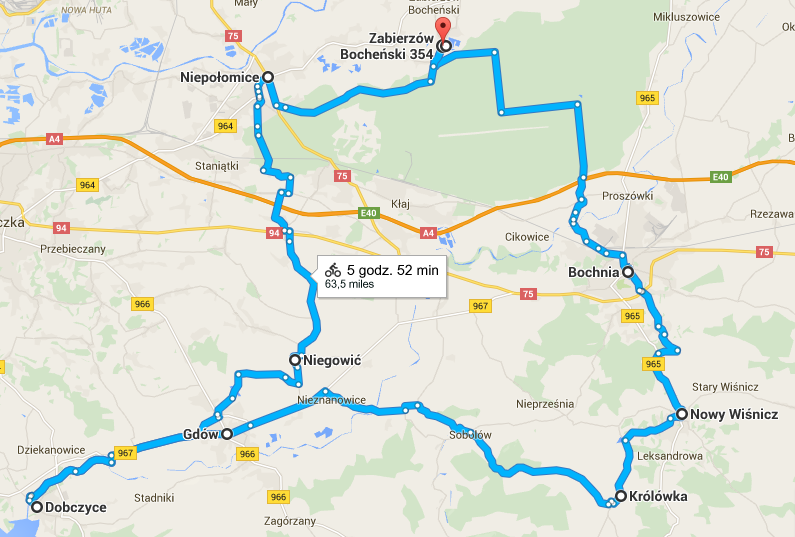 Mały
NOWA HUTA
75
Zabierzów
Bocheński
Mikluszowice
Zabierzów
Bocheński 354
Niepołomice
965
964
A4
Staniątki
75
E40
964
Proszówki
Kłaj
E40
94
94
A4
Rzezawa
Przebieczany
Cikowice
75
Bochnia
5 godz. 52 min
63,5 miles
75
966
967
965
Niegowić
965
Stary Wiśnicz
Nieznanowice
Nieprześnia
Nowy Wiśnicz
Gdów
Sobolów
Dziekanowice
967
966
Leksandrowa
Stadniki
966
Królówka
Dobczyce
Zagórzany